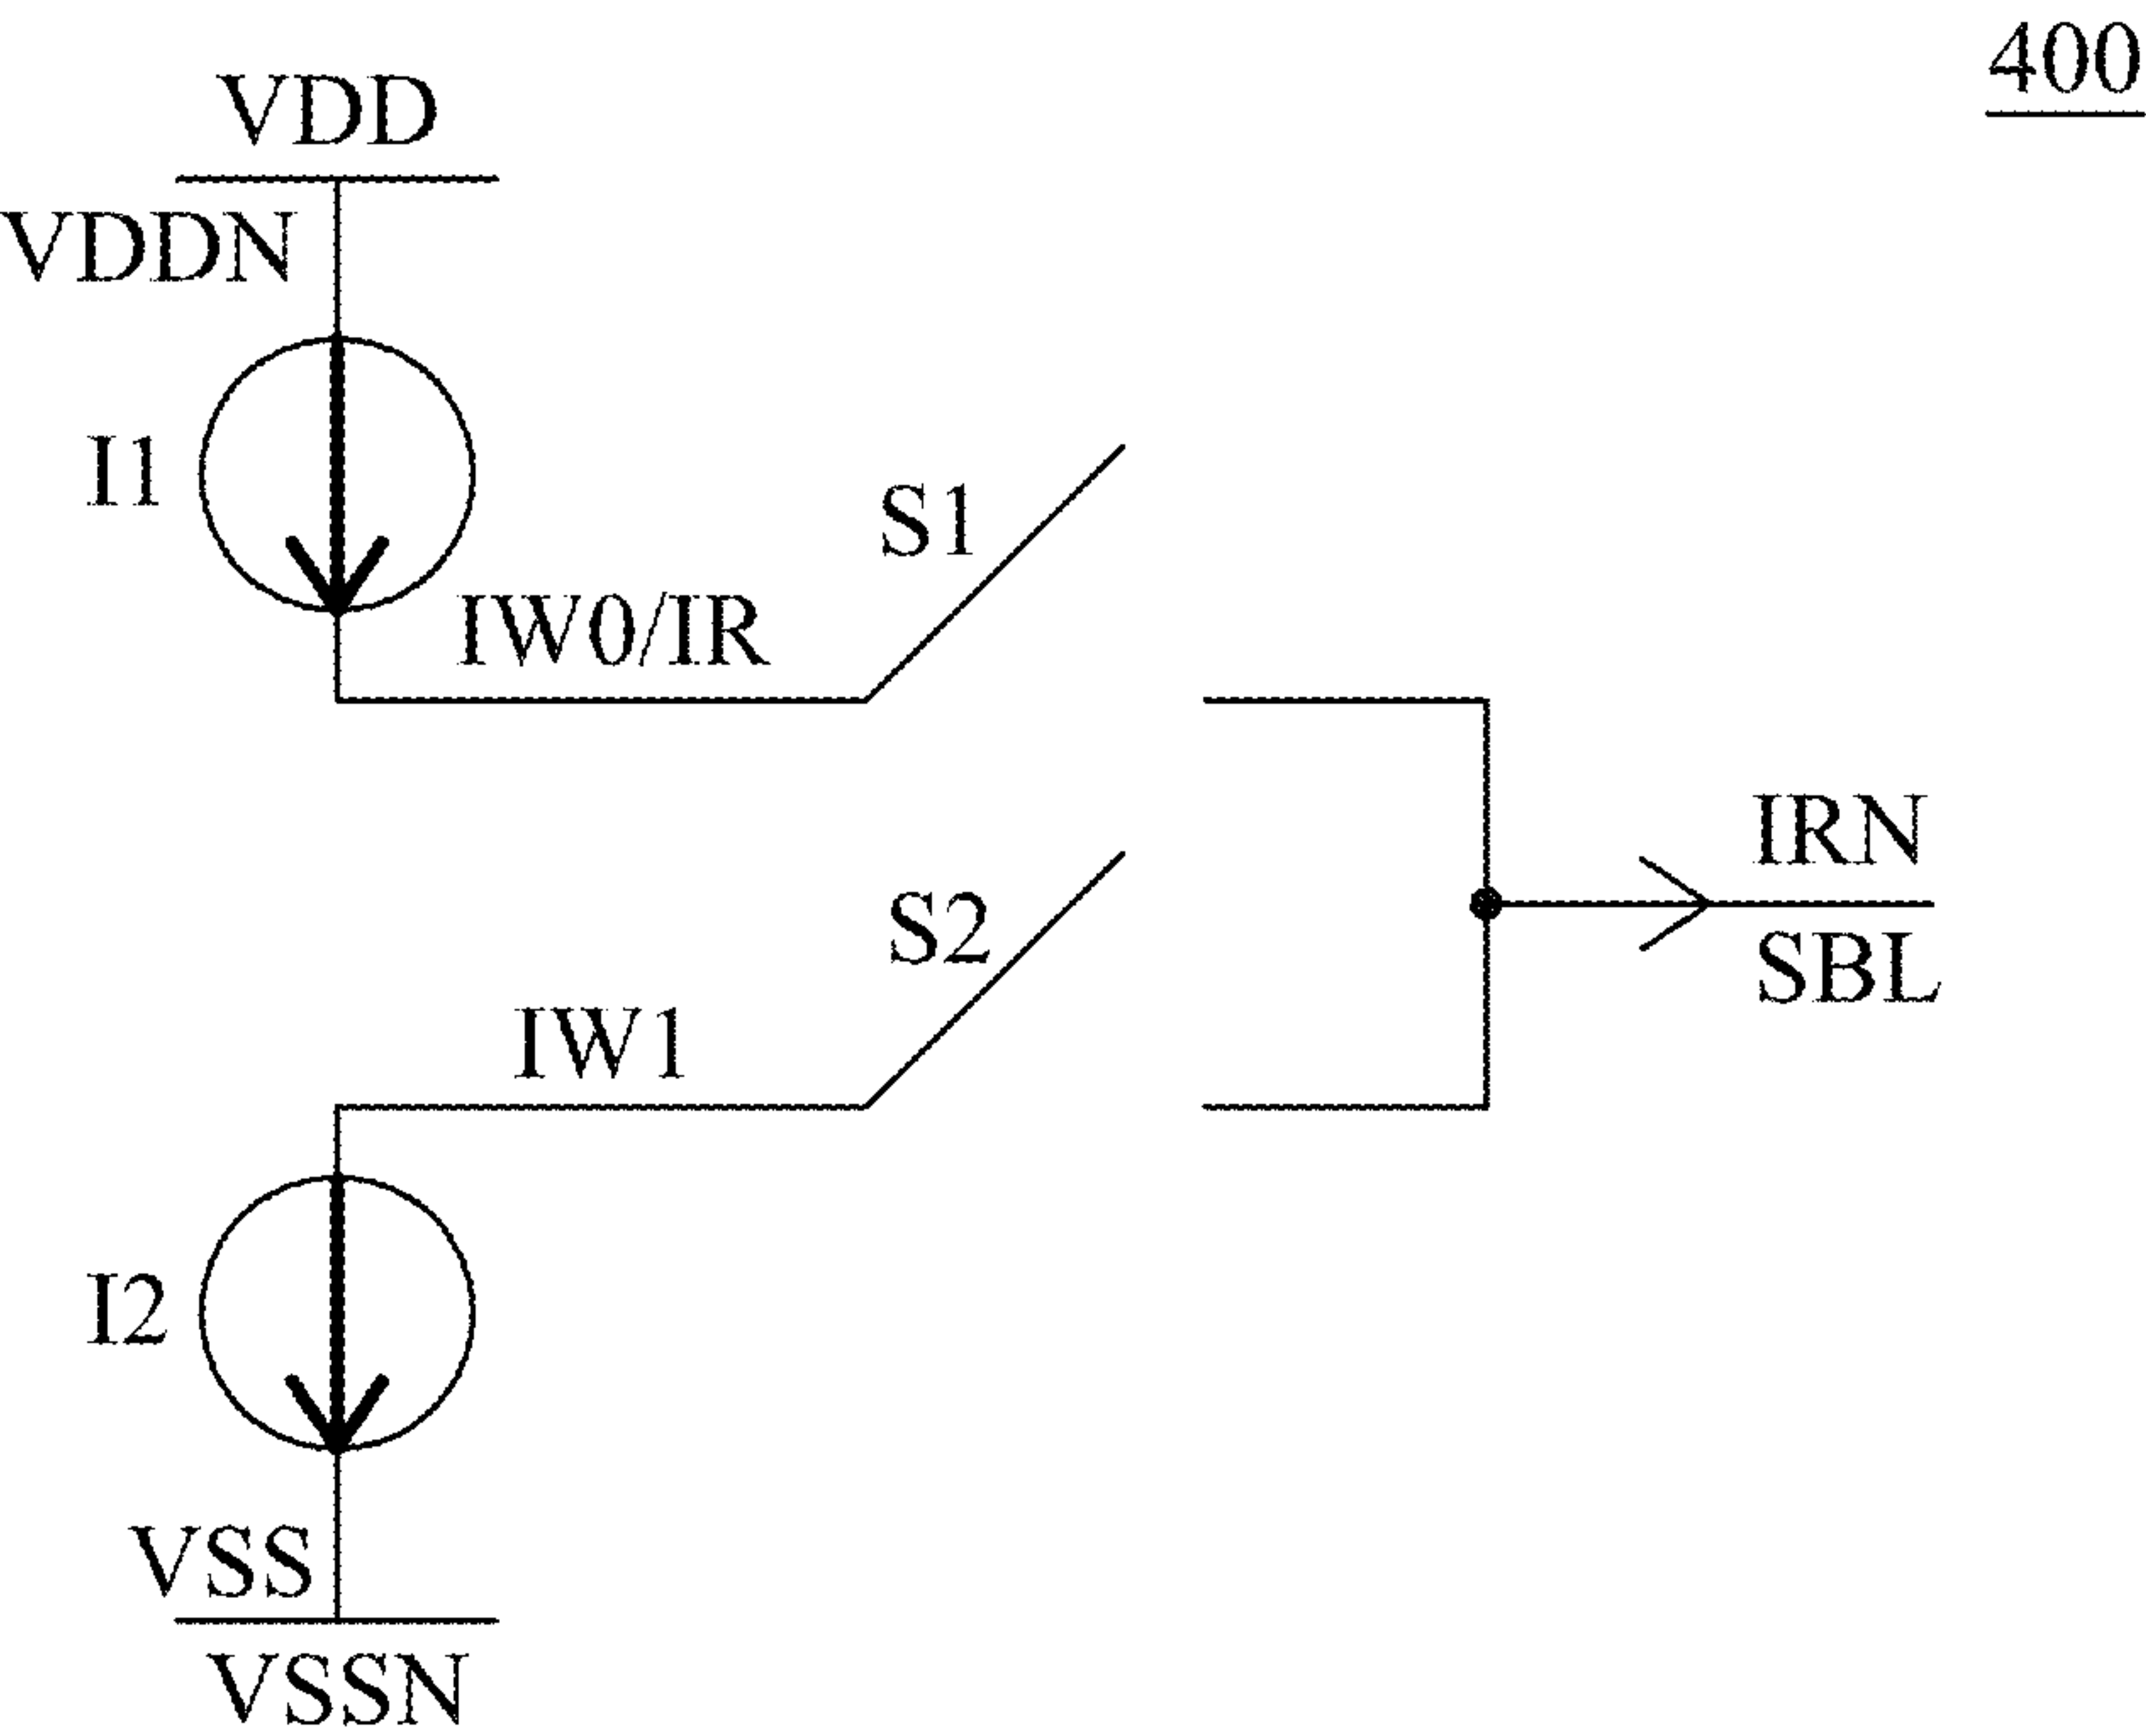 400
VDD
VDDN
I1
S1
IW0/IR
IRN
S2
SBL
IW1
I2
VSS
VSSN